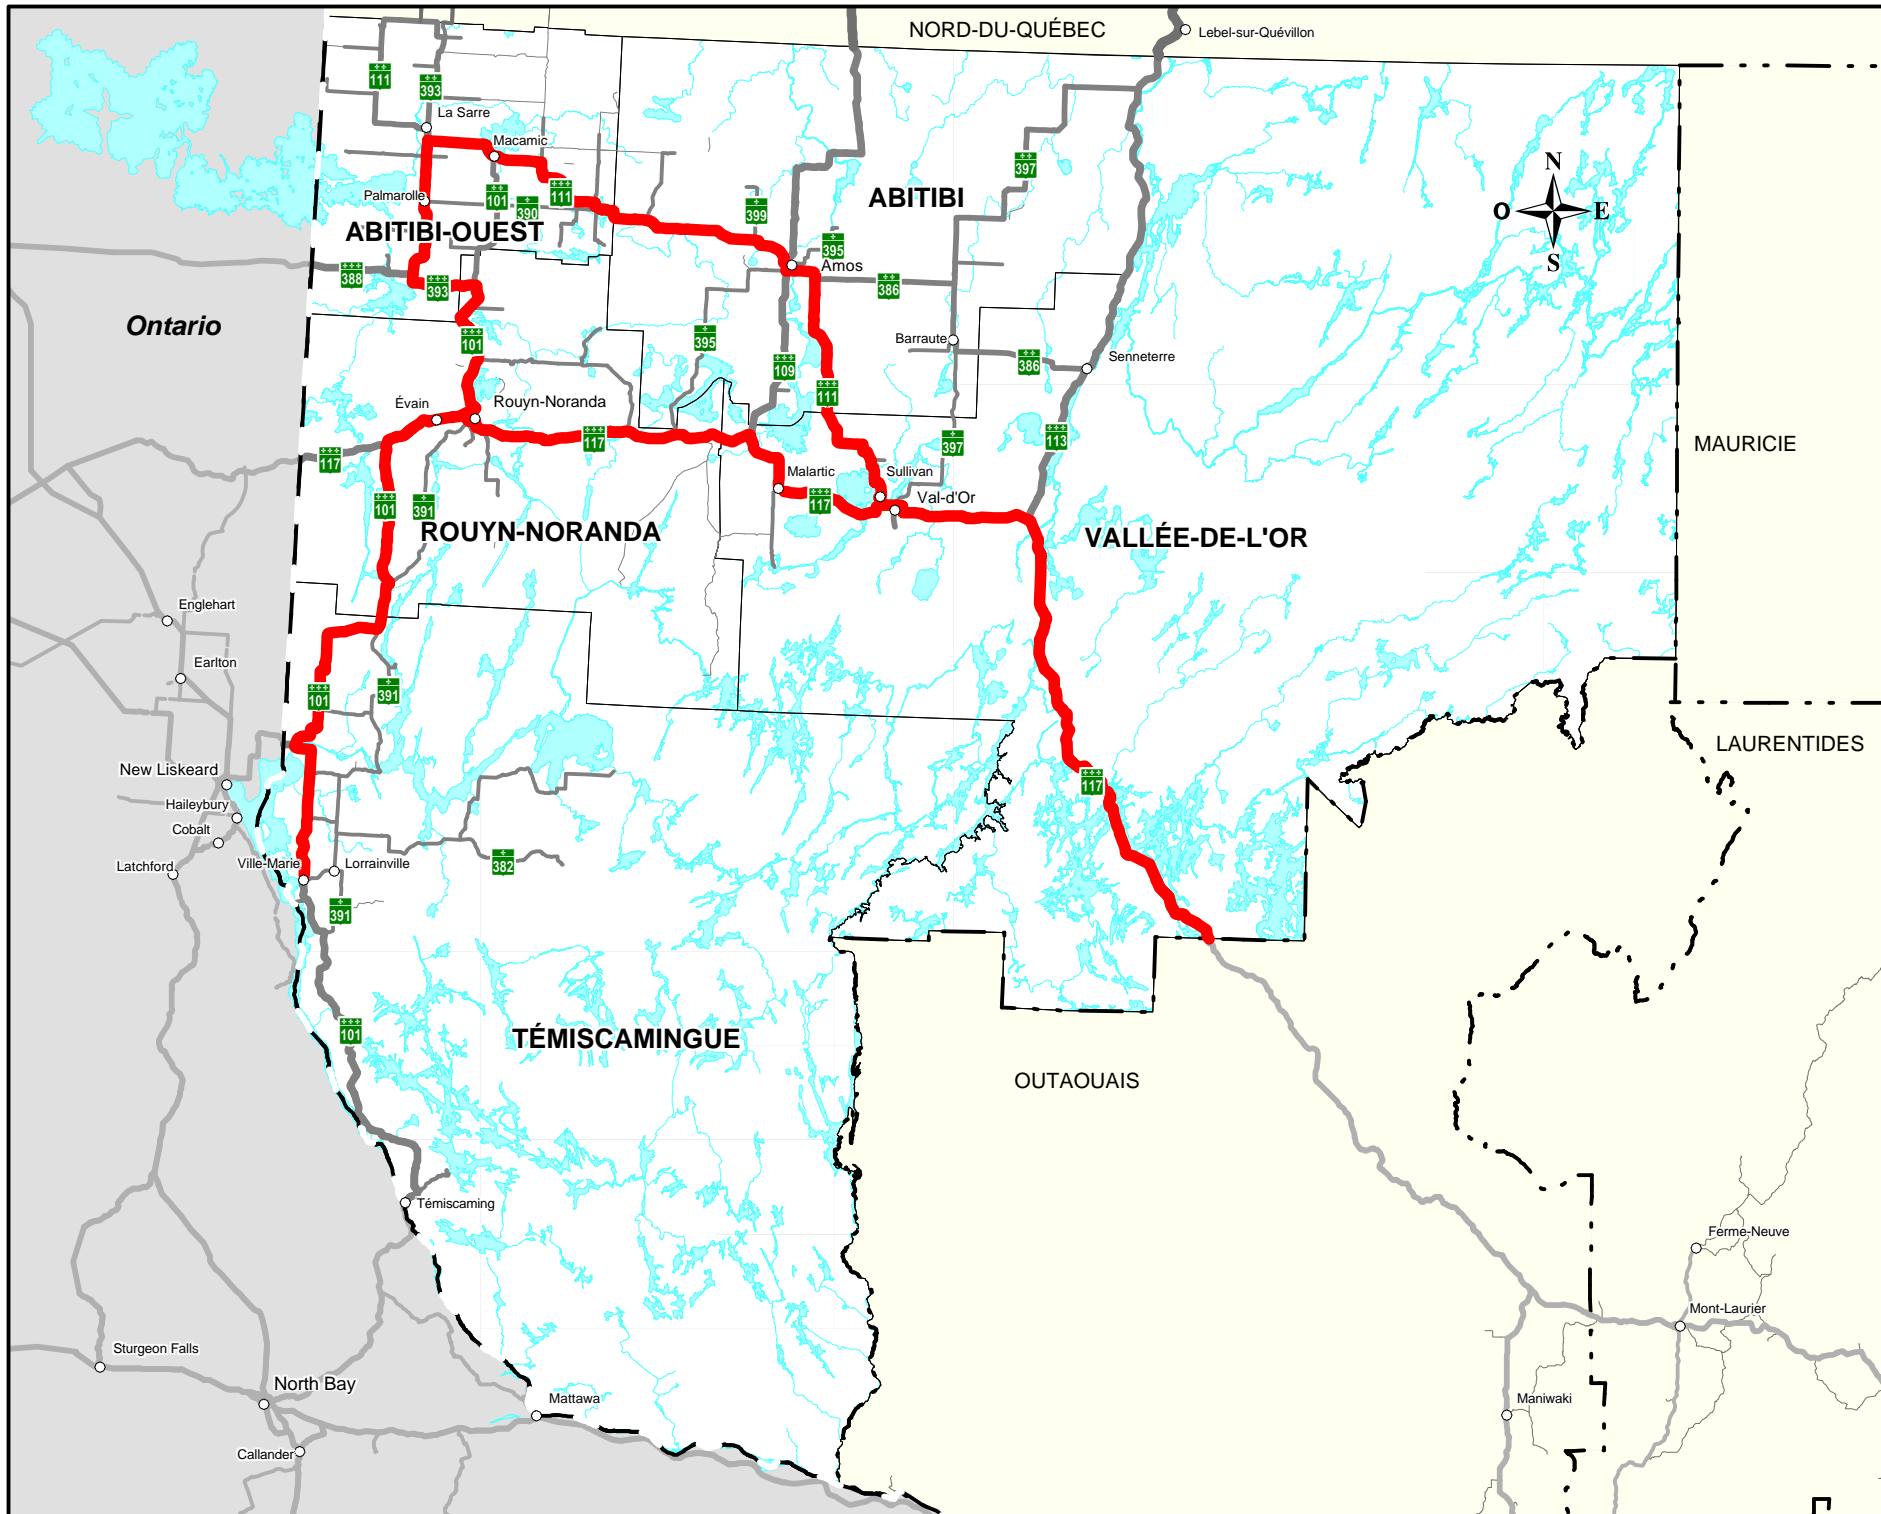 NORD-DU-QUÉBEC
Lebel-sur-Quévillon
111
393
La Sarre
Macamic
397
Palmarolle
101
390
111
ABITIBI
N
O
E
S
399
ABITIBI-OUEST
395
Amos
388
393
386
Ontario
101
395
Barraute
109
386
Senneterre
111
Évain
Rouyn-Noranda
117
117
397
113
MAURICIE
Malartic
Sullivan
117
Val-d'Or
101
391
ROUYN-NORANDA
VALLÉE-DE-L'OR
Englehart
Earlton
101
391
LAURENTIDES
New Liskeard
117
Haileybury
Cobalt
Latchford
Ville-Marie
Lorrainville
382
391
101
TÉMISCAMINGUE
OUTAOUAIS
Témiscaming
Ferme-Neuve
Mont-Laurier
Sturgeon Falls
North Bay
Mattawa
Maniwaki
Callander